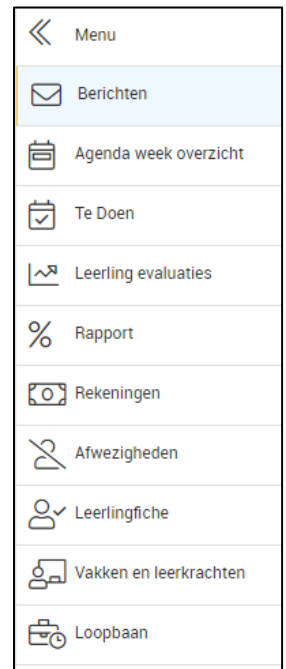 Menu
Berichten
Agenda week overzicht
Te Doen
Leerling evaluaties
Rapport
Rekeningen
Afwezigheden
Leerlingfiche
Vakken en leerkrachten
Loopbaan